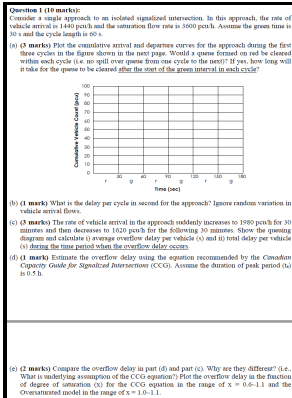 Question 1 (10 marks):
Consider a single approach to an isolated signalized intersection. In this approach, the rate of
vehicle arrival is 1440 pcu/h and the saturation flow rate is 3600 pcu/h. Assume the green time is
30 s and the cycle length is 60 s.
(a) (3 marks) Plot the cumulative arrival and departure curves for the approach during the first
three cycles in the figure shown in the next page. Would a queue formed on red be cleared
within each cycle (i.e. no spill over queue from one cycle to the next)? If yes, how long will
it take for the queue to be cleared after the start of the green interval in each cycle?
100
90
80
70
60
50
40
30
20
10
0
Cumulative Vehicle Count (pcu)
30 60 90 120 150 180
r g r g r g
Time (sec)
(b) (1 mark) What is the delay per cycle in second for the approach? Ignore random variation in
vehicle arrival flows.
(c) (3 marks) The rate of vehicle arrival in the approach suddenly increases to 1980 pcu/h for 30
minutes and then decreases to 1620 pcu/h for the following 30 minutes. Show the queuing
diagram and calculate i) average overflow delay per vehicle (s) and ii) total delay per vehicle
(s) during the time period when the overflow delay occurs.
(d) (1 mark) Estimate the overflow delay using the equation recommended by the Canadian
Capacity Guide for Signalized Intersections (CCG). Assume the duration of peak period (tₑ)
is 0.5 h.
(e) (2 marks) Compare the overflow delay in part (d) and part (c). Why are they different? (i.e.,
What is underlying assumption of the CCG equation?) Plot the overflow delay in the function
of degree of saturation (x) for the CCG equation in the range of x = 0.6~1.1 and the
Oversaturated model in the range of x = 1.0~1.1.